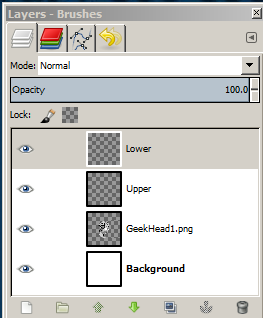 Layers - Brushes
Mode: Normal
Opacity 100.0
Lock:
Lower
Upper
GeekHead1.png
Background